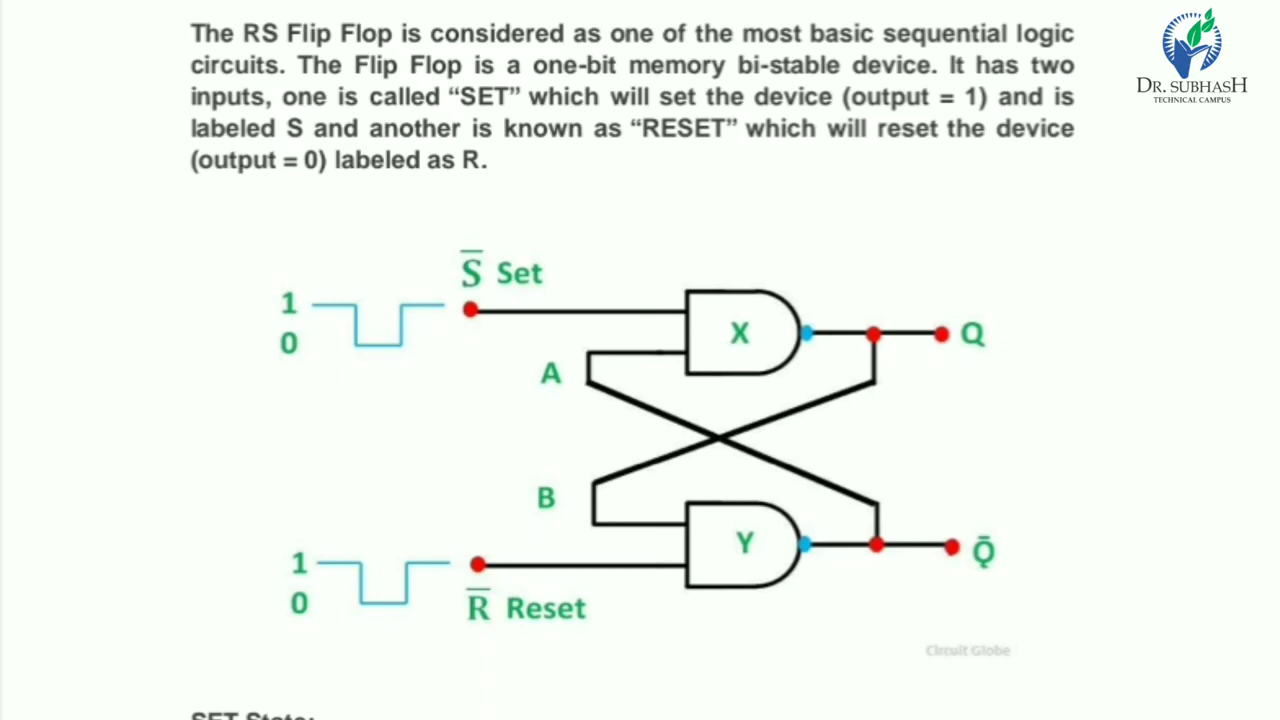 The RS Flip Flop is considered as one of the most basic sequential logic
circuits. The Flip Flop is a one-bit memory bi-stable device. It has two
inputs, one is called “SET” which will set the device (output = 1) and is
labeled S and another is known as “RESET” which will reset the device
(output = 0) labeled as R.
DR. SUBHASH
TECHNICAL CAMPUS
S̅ Set
1
0
X
Q
A
B
Y
Q̅
1
0
R̅ Reset
Circuit Globe
SET State: